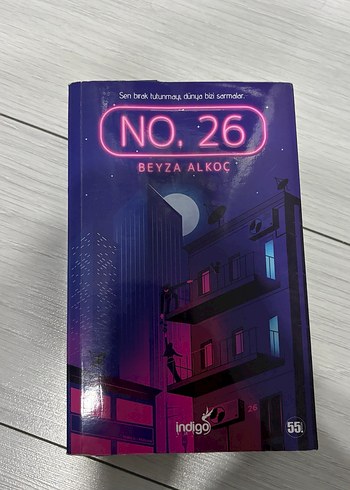 Sen bırak tutunmayı, dünya bizi sarmalar.
NO. 26
BEYZA ALKOÇ
26
indigo
55.